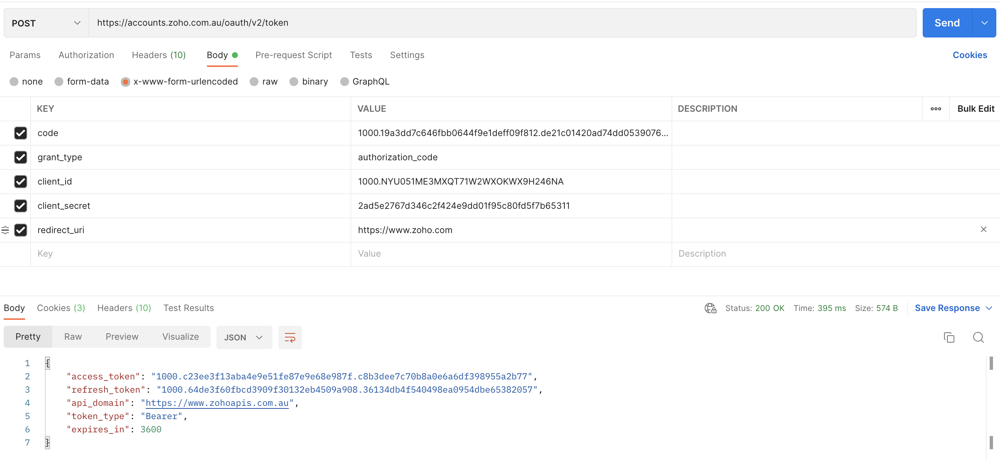 POST https://accounts.zoho.com.au/oauth/v2/token Send
Params Authorization Headers (10) Body Pre-request Script Tests Settings Cookies
none form-data x-www-form-urlencoded raw binary GraphQL
KEY VALUE DESCRIPTION ooo Bulk Edit
code 1000.19a3dd7c646fbb0644f9e1deff09f812.de21c01420ad74dd0539076...
grant_type authorization_code
client_id 1000.NYU051ME3MXQT71W2WXOKWX9H246NA
client_secret 2ad5e2767d346c2f424e9dd01f95c80fd5f7b65311
redirect_uri https://www.zoho.com
Key Value Description
Body Cookies (3) Headers (10) Test Results Status: 200 OK Time: 395 ms Size: 574 B Save Response
Pretty Raw Preview Visualize JSON
1 {
2 "access_token": "1000.c23ee3f13aba4e9e51fe87e9e68e987f.c8b3dee7c70b8a0e6a6df398955a2b77",
3 "refresh_token": "1000.64de3f60fbcd3909f30132eb4509a908.36134db4f540498ea0954dbe65382057",
4 "api_domain": "https://www.zohoapis.com.au",
5 "token_type": "Bearer",
6 "expires_in": 3600
7 }